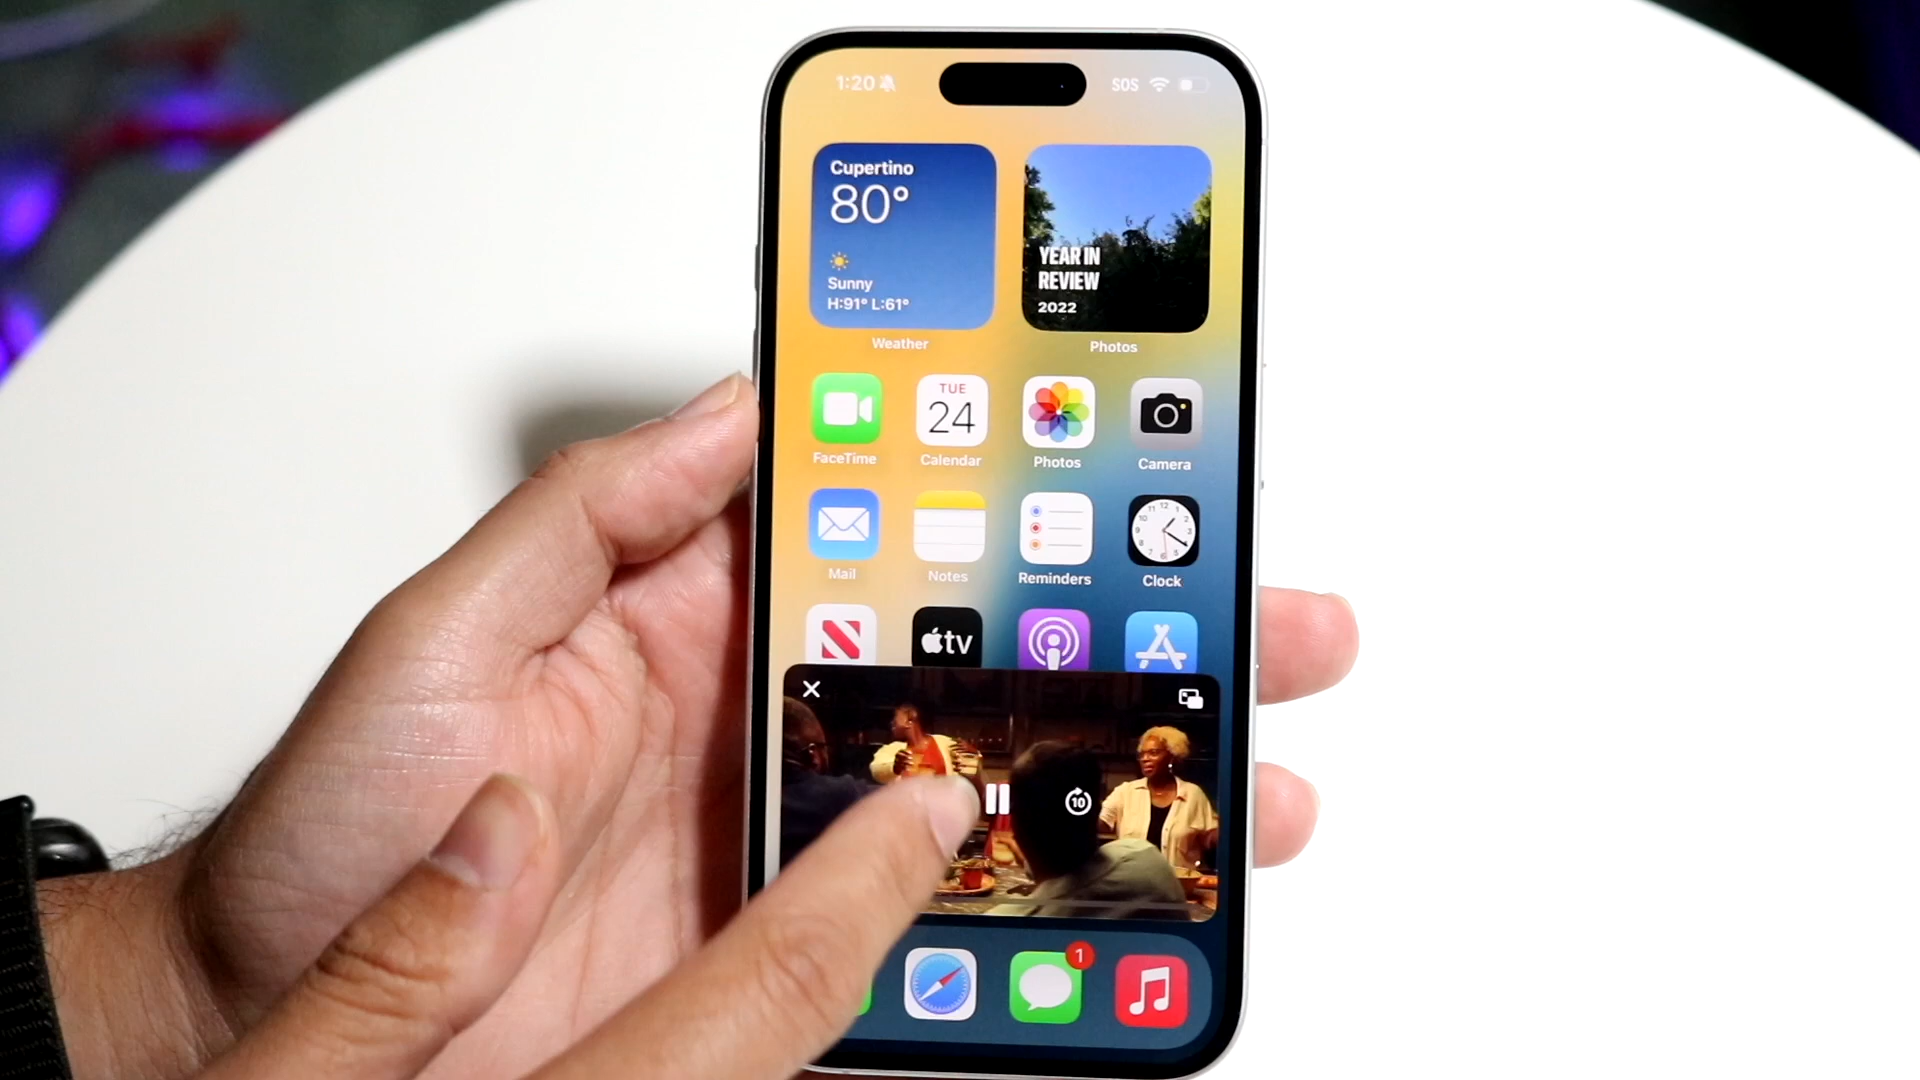 1:20
SOS
Cupertino
80°
Sunny
H:91° L:61°
Weather
YEAR IN
REVIEW
2022
Photos
FaceTime
TUE
24
Calendar
Photos
Camera
Mail
Notes
Reminders
Clock
tv
10
1